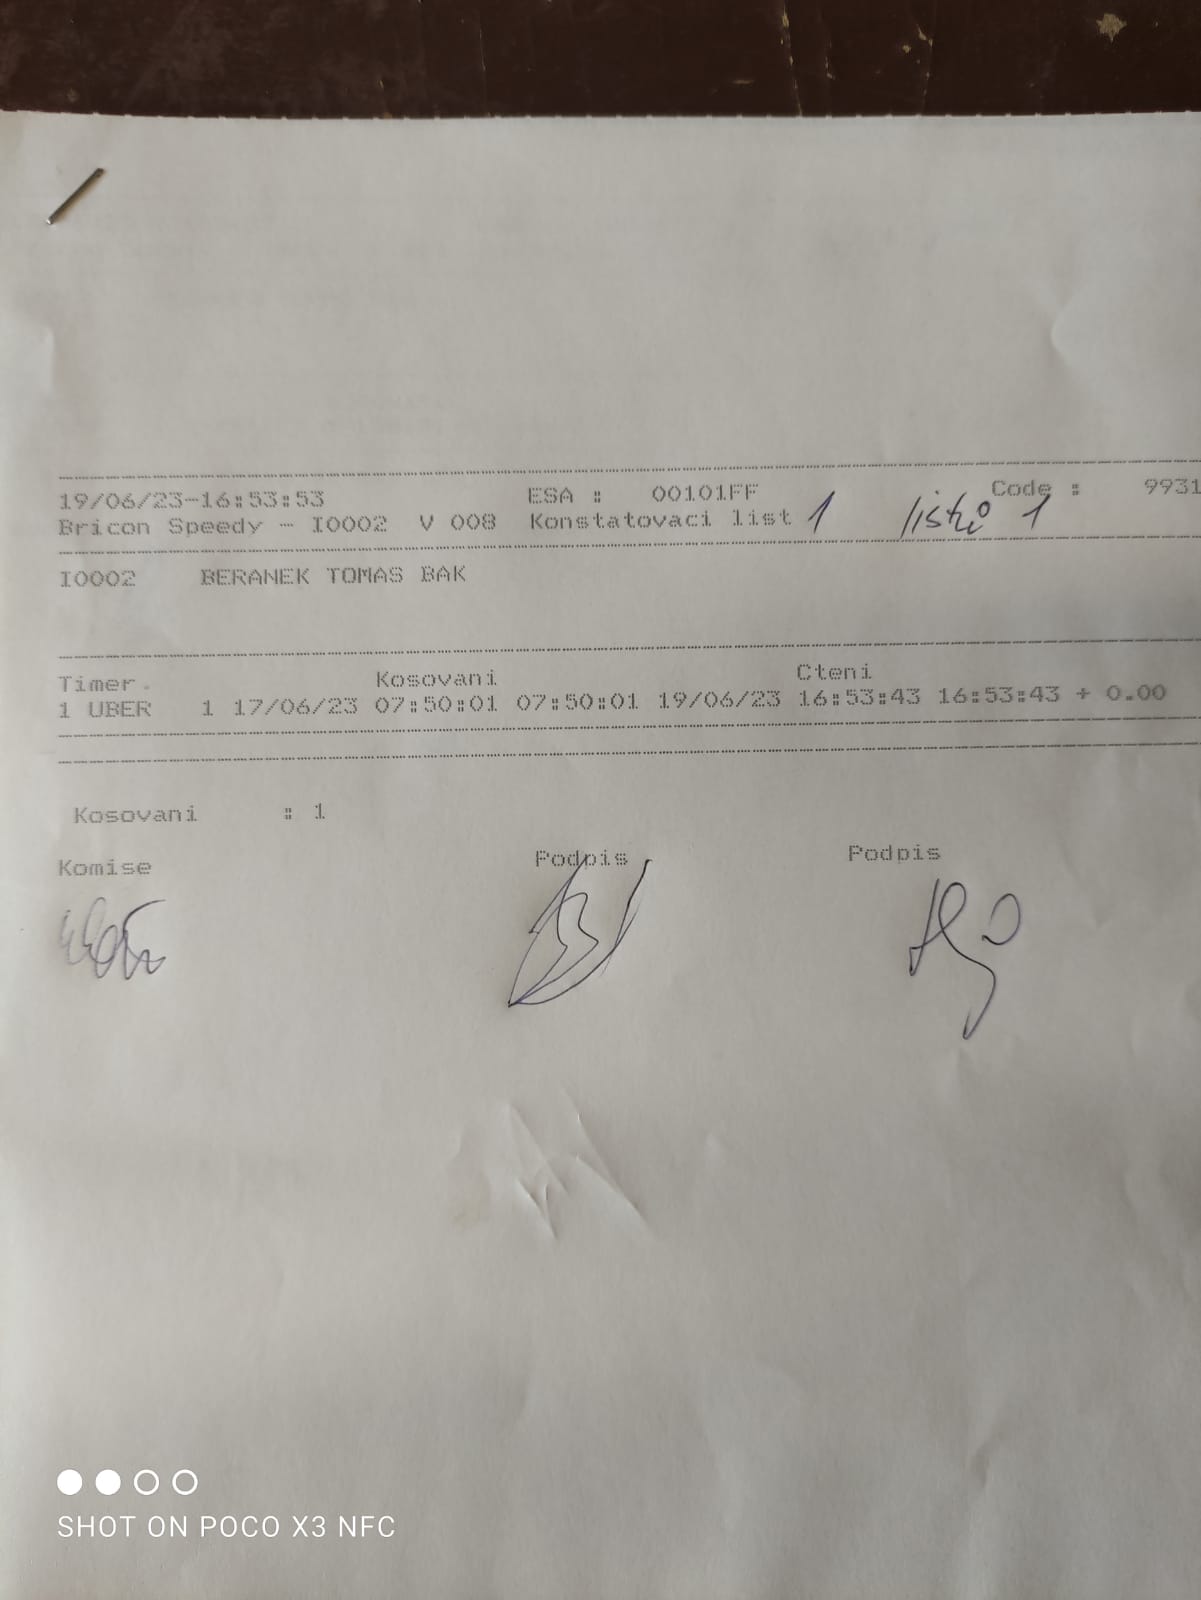 19/06/23-16:53:53 ESA : 00101FF Code : 9931
Bricon Speedy - I0002 V 008 Konstatovaci list 1 listů 1
I0002 BERANEK TOMAS BAK
Timer. Kosovani Cteni
1 UBER 1 17/06/23 07:50:01 07:50:01 19/06/23 16:53:43 16:53:43 + 0.00
Kosovani : 1
Komise Podpis Podpis
SHOT ON POCO X3 NFC